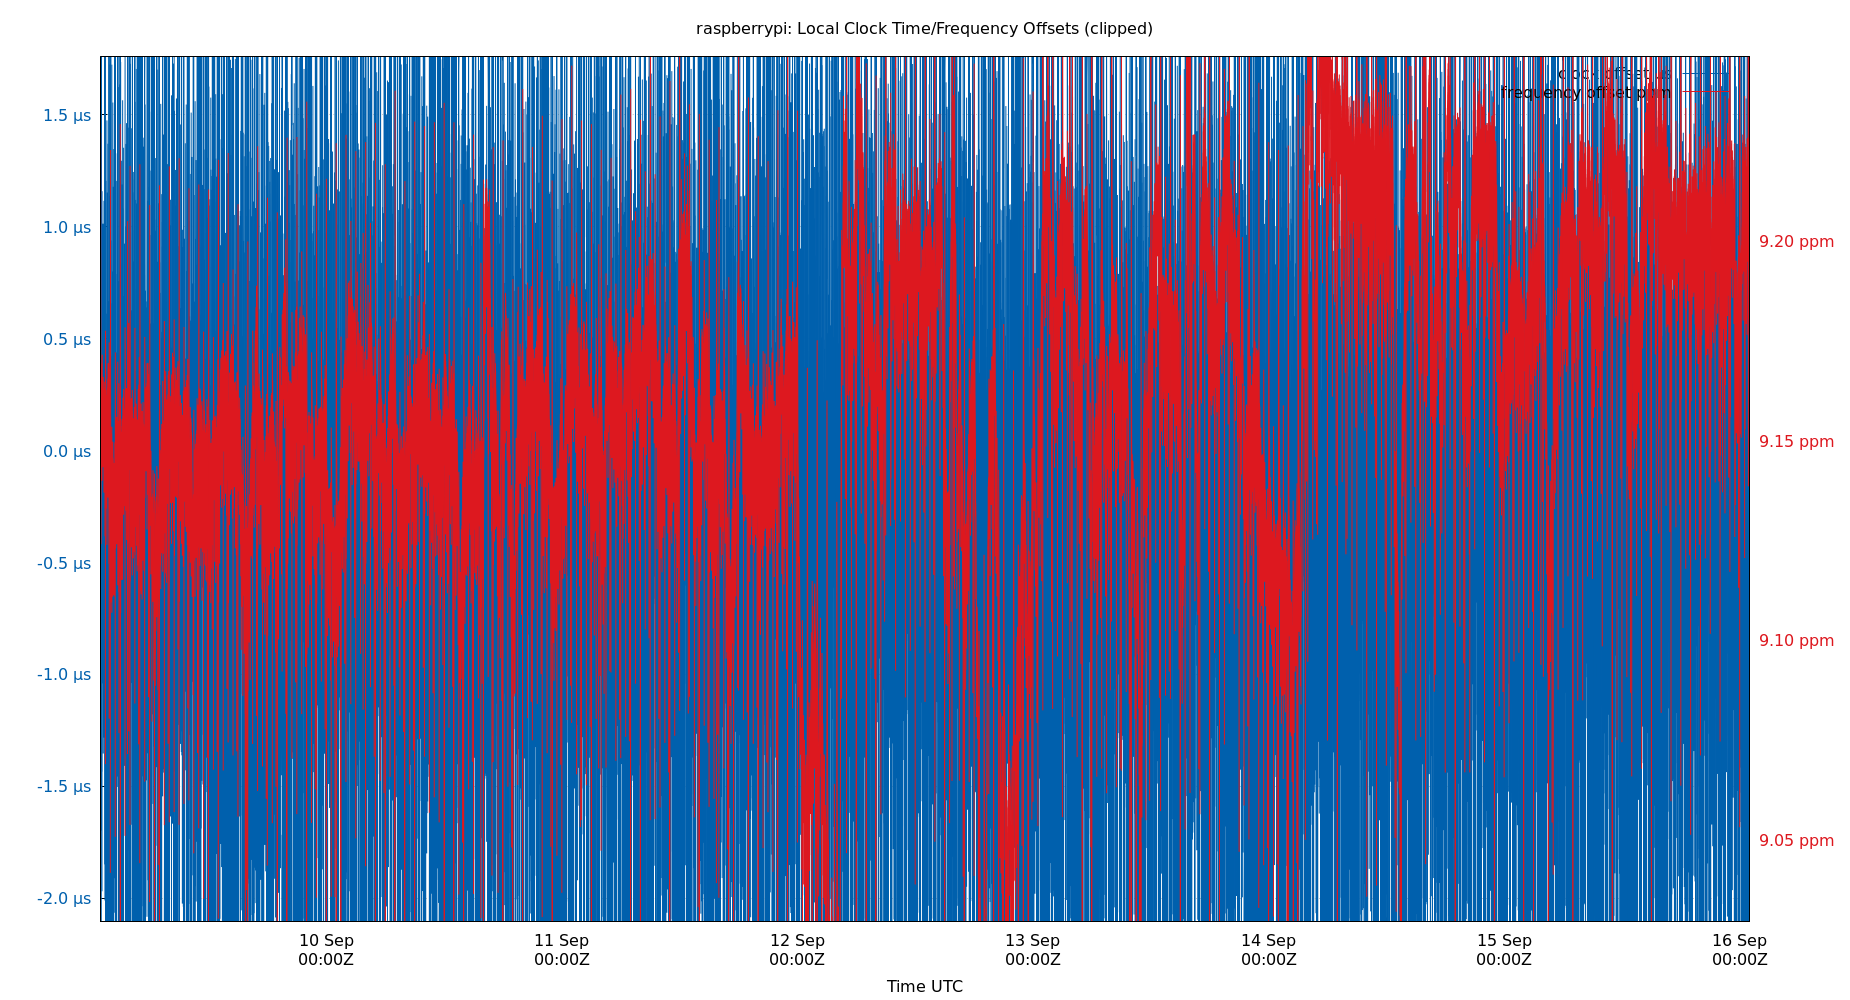 raspberrypi: Local Clock Time/Frequency Offsets (clipped)
clock offset µs
frequency offset ppm
1.5 µs
1.0 µs
0.5 µs
0.0 µs
-0.5 µs
-1.0 µs
-1.5 µs
-2.0 µs
9.20 ppm
9.15 ppm
9.10 ppm
9.05 ppm
10 Sep 11 Sep 12 Sep 13 Sep 14 Sep 15 Sep 16 Sep
00:00Z 00:00Z 00:00Z 00:00Z 00:00Z 00:00Z 00:00Z
Time UTC